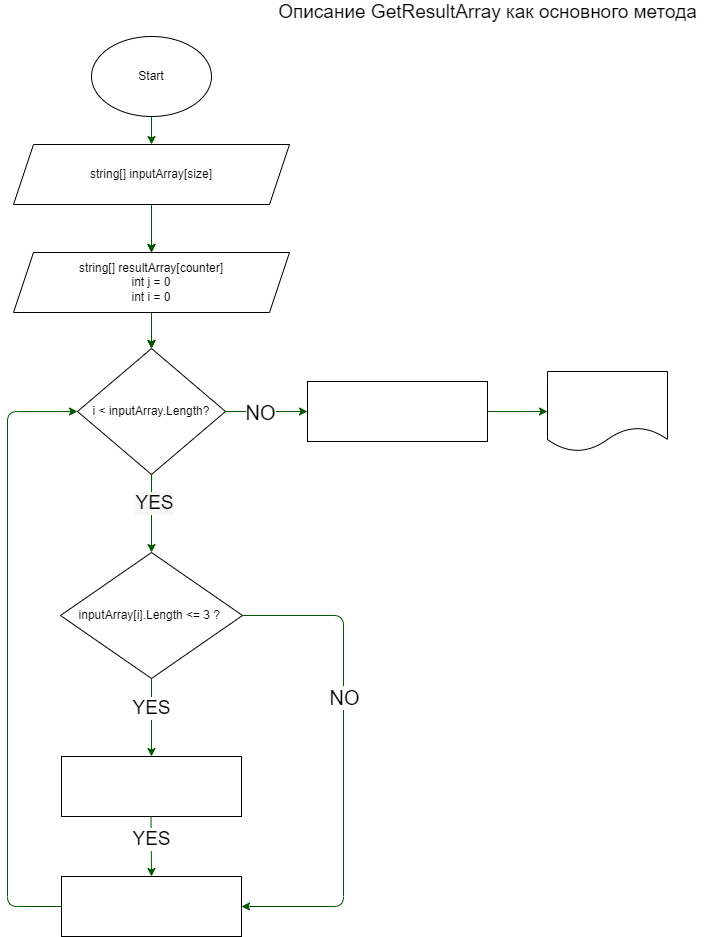 Описание GetResultArray как основного метода
Start
string[] inputArray[size]
string[] resultArray[counter]
int j = 0
int i = 0
i < inputArray.Length?
NO
YES
inputArray[i].Length <= 3 ?
YES
NO
YES